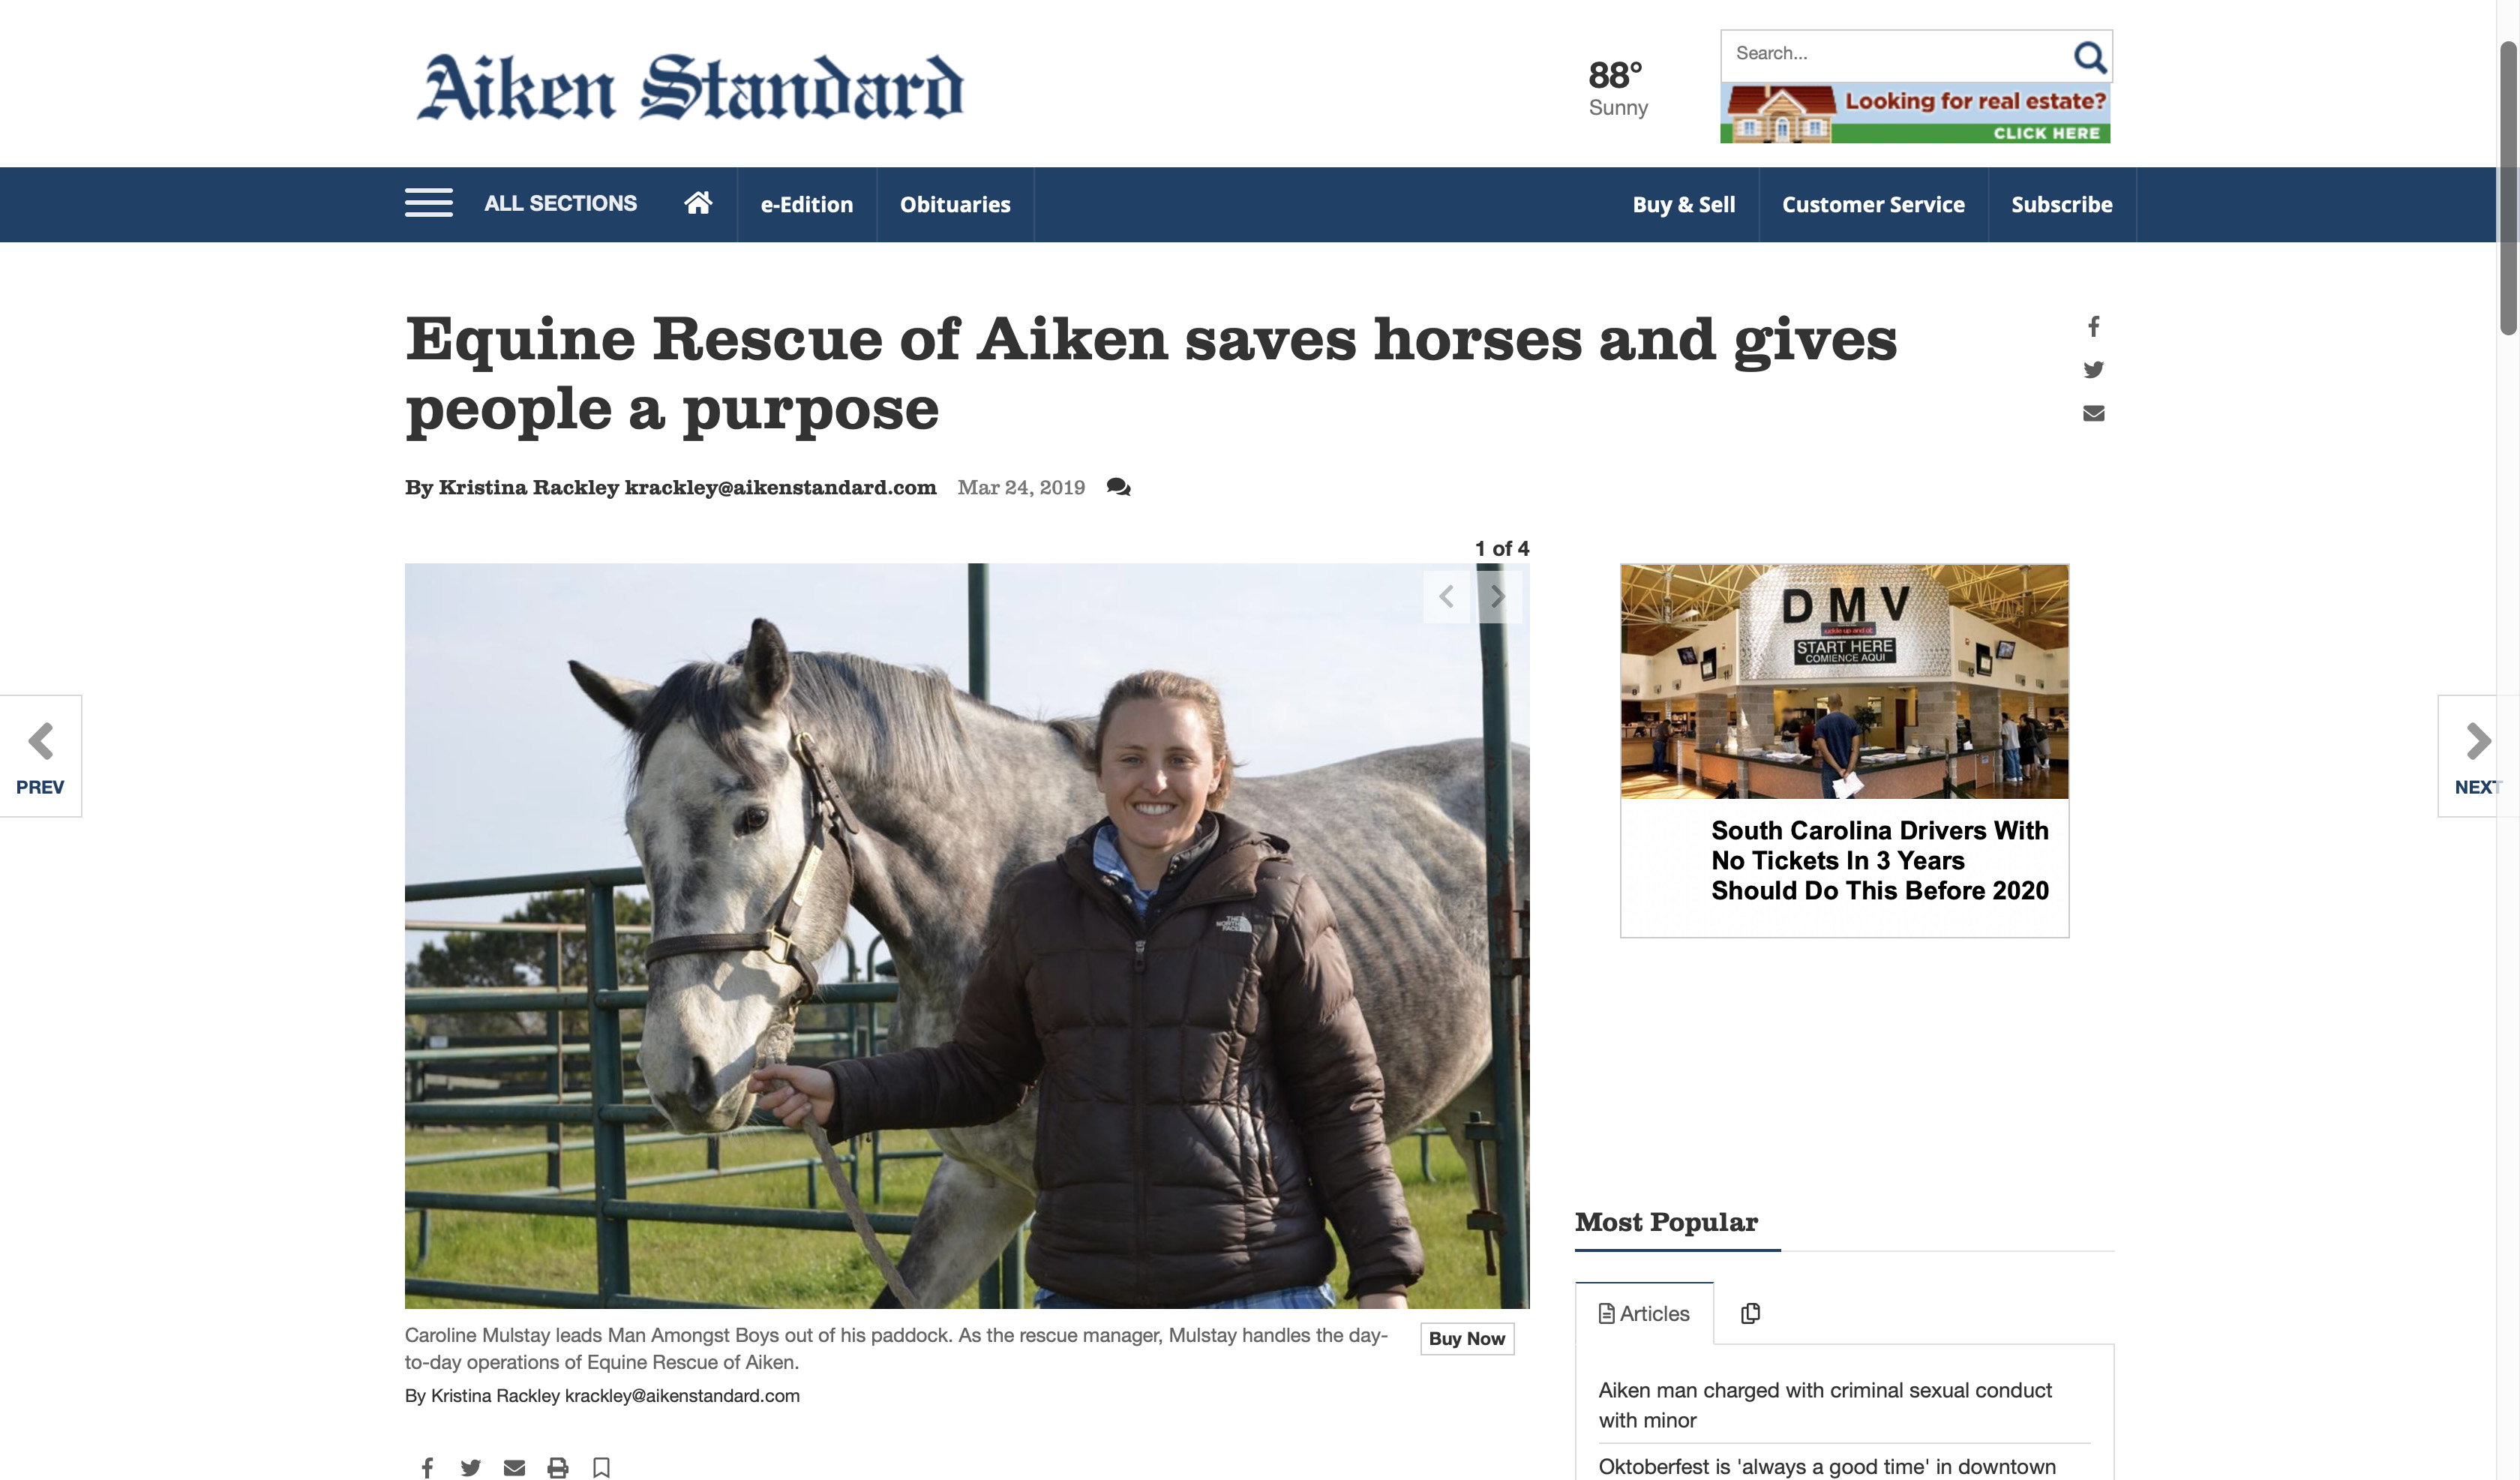 Aiken Standard
88°
Sunny
Search...
Looking for real estate?
CLICK HERE
ALL SECTIONS
e-Edition
Obituaries
Buy & Sell
Customer Service
Subscribe
Equine Rescue of Aiken saves horses and gives
people a purpose
By Kristina Rackley krackley@aikenstandard.com Mar 24, 2019
1 of 4
THE
NORTH
FACE
PREV
NEXT
DMV
START HERE
COMIENCE AQUI
South Carolina Drivers With
No Tickets In 3 Years
Should Do This Before 2020
Caroline Mulstay leads Man Amongst Boys out of his paddock. As the rescue manager, Mulstay handles the day-
to-day operations of Equine Rescue of Aiken.
Buy Now
By Kristina Rackley krackley@aikenstandard.com
Most Popular
Articles
Aiken man charged with criminal sexual conduct
with minor
Oktoberfest is 'always a good time' in downtown